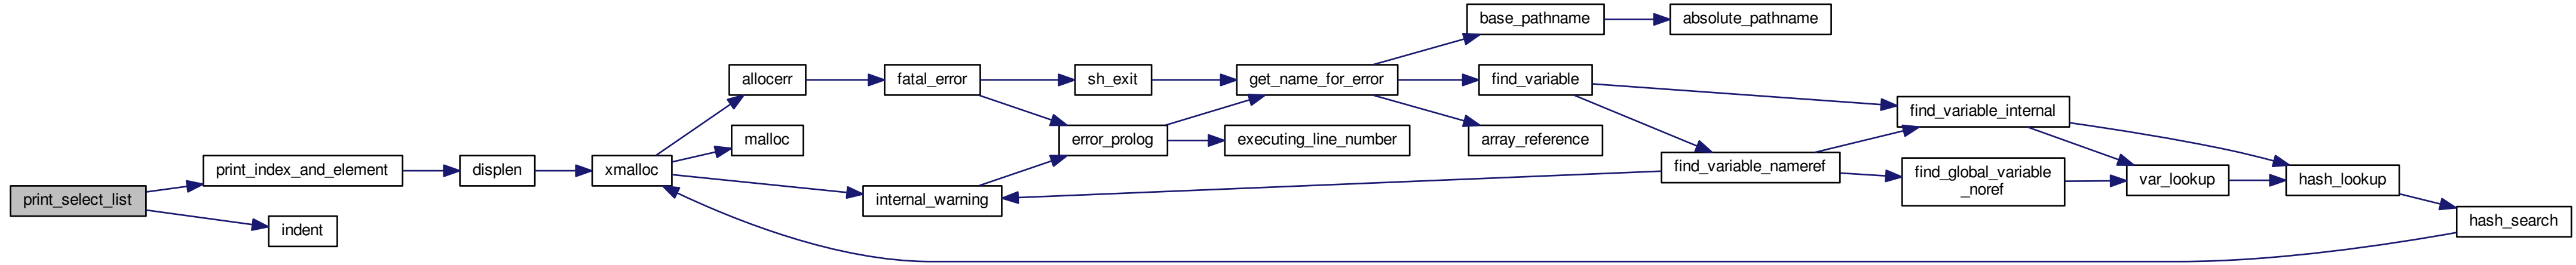 print_select_list
print_index_and_element
indent
displen
xmalloc
allocerr
malloc
internal_warning
fatal_error
sh_exit
error_prolog
get_name_for_error
executing_line_number
base_pathname
absolute_pathname
find_variable
array_reference
find_variable_nameref
find_variable_internal
find_global_variable
_noref
var_lookup
hash_lookup
hash_search